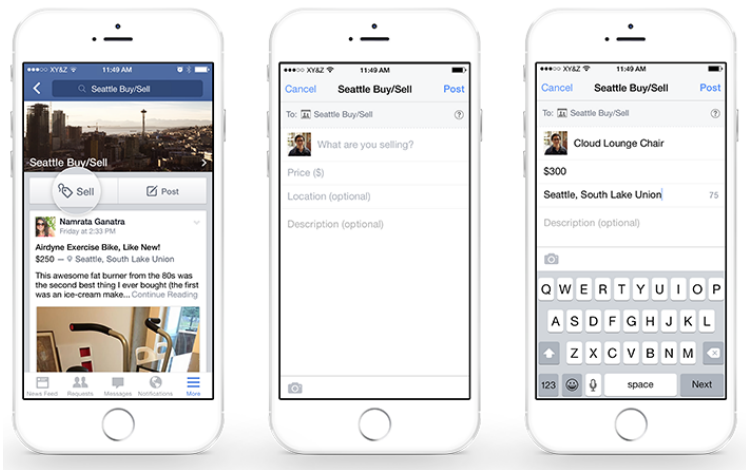 ●●●○○ XY&Z 11:49 AM
Seattle Buy/Sell
Seattle Buy/Sell
Sell Post
Namrata Ganatra
Friday at 2:33 PM
Airdyne Exercise Bike, Like New!
$250 — Seattle, South Lake Union
This awesome fat burner from the 80s was
the second best thing I ever bought (the first
was an ice-cream make... Continue Reading
News Feed Requests Messages Notifications More
●●●○○ XY&Z 11:49 AM
Cancel Seattle Buy/Sell Post
To: Seattle Buy/Sell ?
What are you selling?
Price ($)
Location (optional)
Description (optional)
●●●○○ XY&Z 11:49 AM
Cancel Seattle Buy/Sell Post
To: Seattle Buy/Sell ?
Cloud Lounge Chair
$300
Seattle, South Lake Union 75
Description (optional)
Q W E R T Y U I O P
A S D F G H J K L
Z X C V B N M
123 space Next